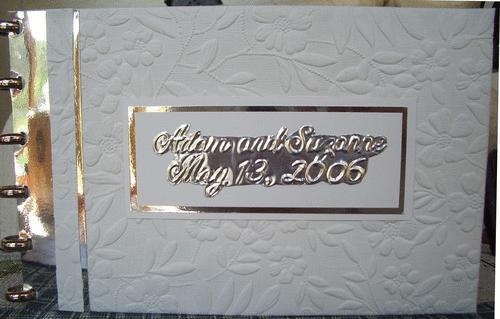 Adam and Suzanne
May 13, 2006